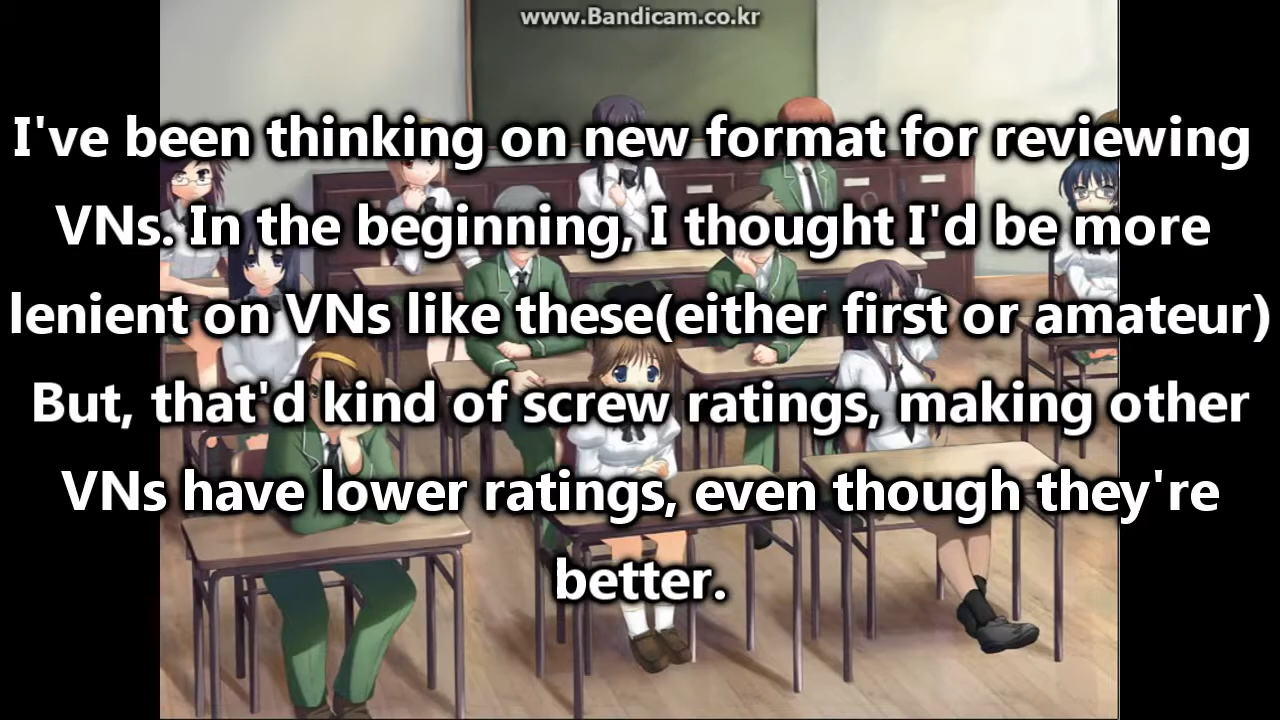 www.Bandicam.co.kr
I've been thinking on new format for reviewing
VNs. In the beginning, I thought I'd be more
lenient on VNs like these(either first or amateur)
But, that'd kind of screw ratings, making other
VNs have lower ratings, even though they're
better.